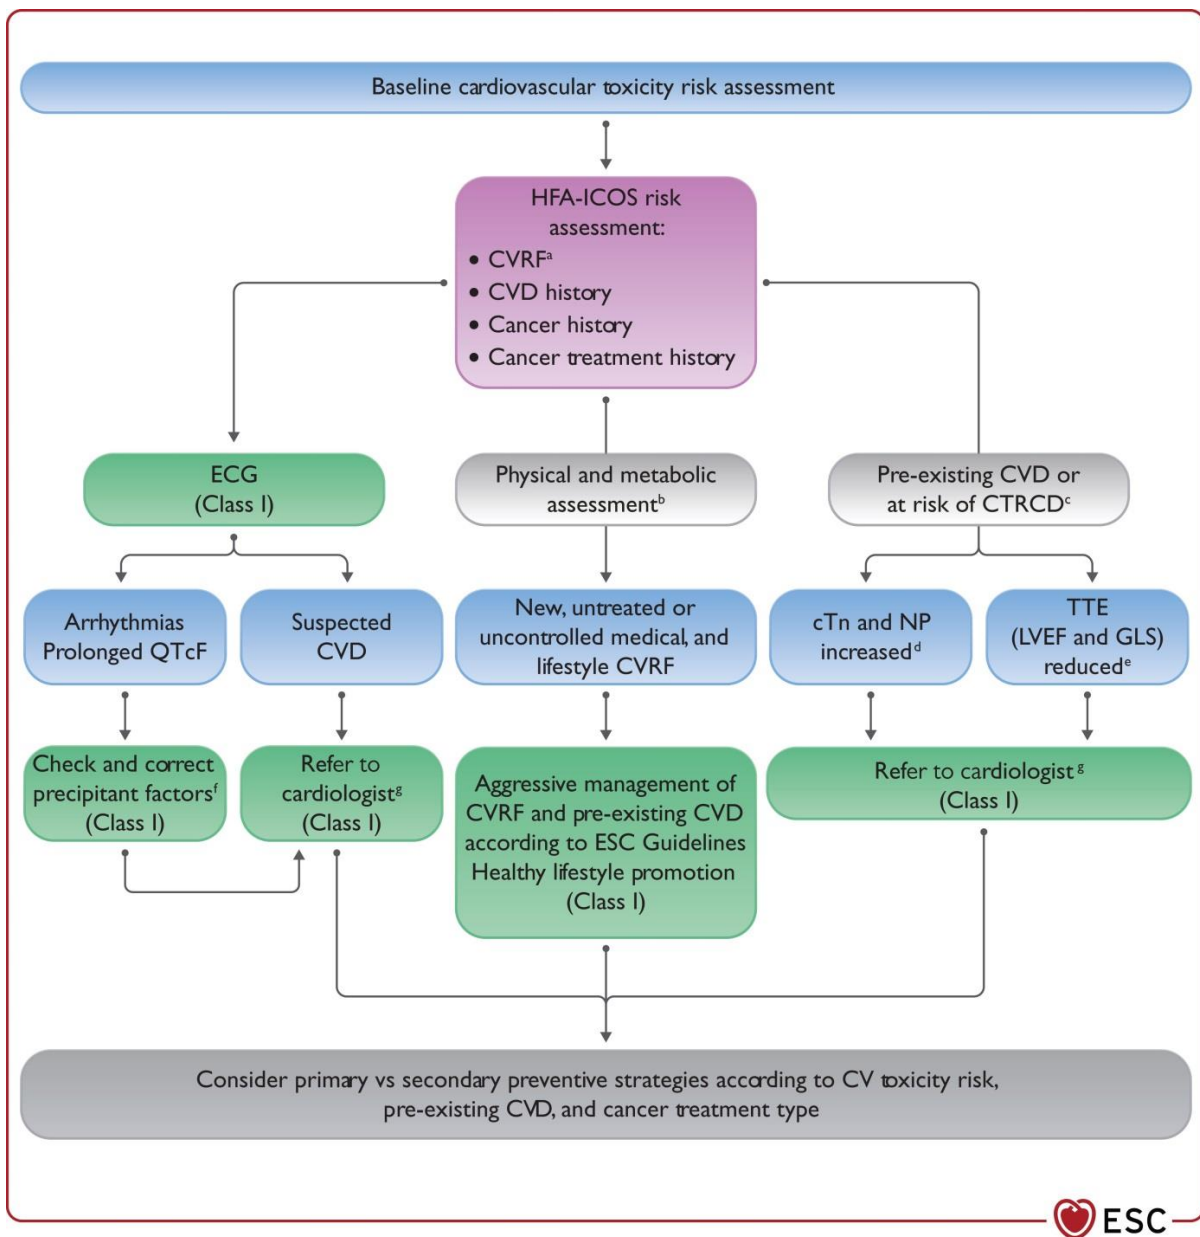 Baseline cardiovascular toxicity risk assessment
HFA-ICOS risk
assessment:
• CVRFᵃ
• CVD history
• Cancer history
• Cancer treatment history
ECG
(Class I)
Physical and metabolic
assessmentᵇ
Pre-existing CVD or
at risk of CTRCDᶜ
Arrhythmias
Prolonged QTcF
Suspected
CVD
New, untreated or
uncontrolled medical, and
lifestyle CVRF
cTn and NP
increasedᵈ
TTE
(LVEF and GLS)
reducedᵉ
Check and correct
precipitant factorsᶠ
(Class I)
Refer to
cardiologistᵍ
(Class I)
Aggressive management of
CVRF and pre-existing CVD
according to ESC Guidelines
Healthy lifestyle promotion
(Class I)
Refer to cardiologistᵍ
(Class I)
Consider primary vs secondary preventive strategies according to CV toxicity risk,
pre-existing CVD, and cancer treatment type
ESC